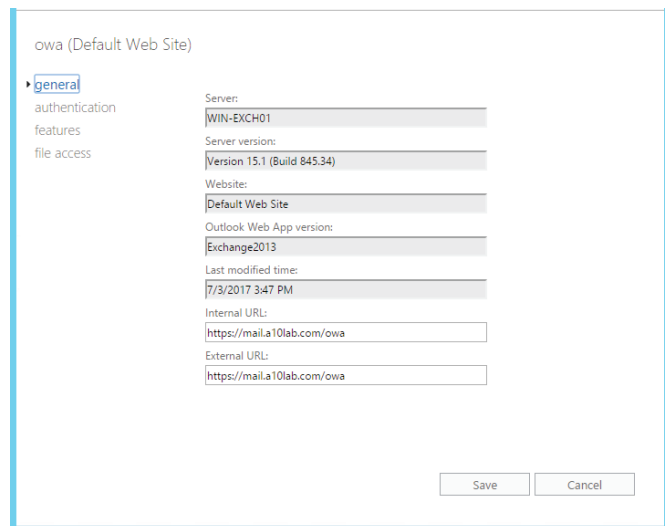 owa (Default Web Site)
general
authentication
features
file access
Server:
WIN-EXCH01
Server version:
Version 15.1 (Build 845.34)
Website:
Default Web Site
Outlook Web App version:
Exchange2013
Last modified time:
7/3/2017 3:47 PM
Internal URL:
https://mail.a10lab.com/owa
External URL:
https://mail.a10lab.com/owa
Save
Cancel